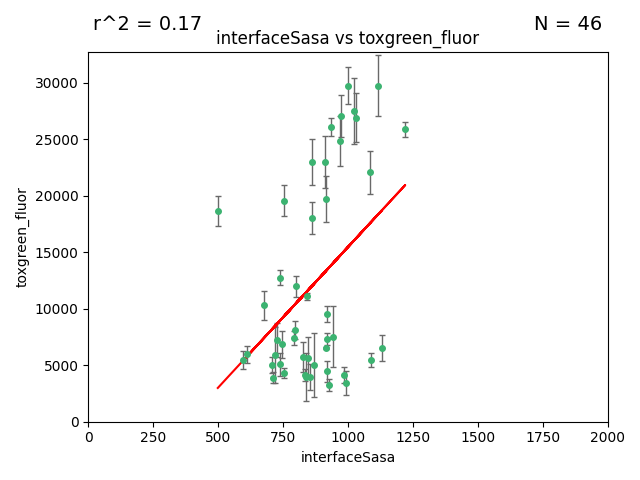 r^2 = 0.17
N = 46
interfaceSasa vs toxgreen_fluor
toxgreen_fluor
30000
25000
20000
15000
10000
5000
0
0 250 500 750 1000 1250 1500 1750 2000
interfaceSasa